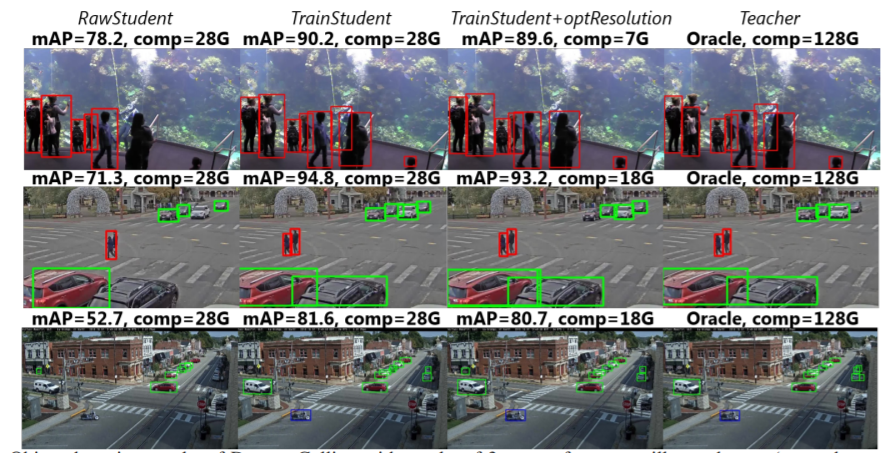 RawStudent TrainStudent TrainStudent+optResolution Teacher
mAP=78.2, comp=28G mAP=90.2, comp=28G mAP=89.6, comp=7G Oracle, comp=128G
mAP=71.3, comp=28G mAP=94.8, comp=28G mAP=93.2, comp=18G Oracle, comp=128G
mAP=52.7, comp=28G mAP=81.6, comp=28G mAP=80.7, comp=18G Oracle, comp=128G